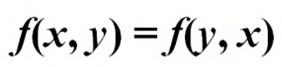 f(x, y) = f(y, x)